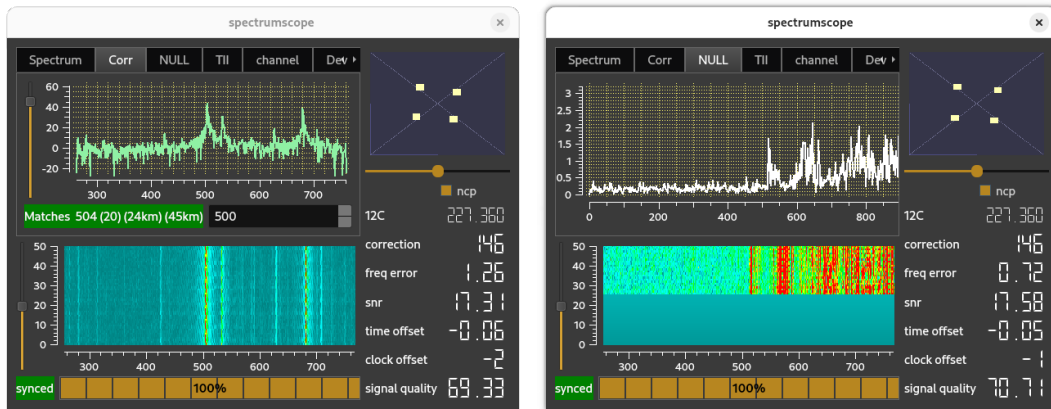 spectrumscope ×
Spectrum Corr NULL TII channel Dev
60
40
20
0
-20
300 400 500 600 700
Matches 504 (20) (24km) (45km) 500
ncp
12C 227.360
correction 146
freq error 1.26
snr 17.31
time offset -0.06
clock offset -2
signal quality 69.33
50
40
30
20
10
0
300 400 500 600 700
synced 100%
spectrumscope ×
Spectrum Corr NULL TII channel Dev
3
2.5
2
1.5
1
0.5
0
0 200 400 600 800
ncp
12C 227.360
correction 146
freq error 0.72
snr 17.58
time offset -0.05
clock offset -1
signal quality 70.71
50
40
30
20
10
0
300 400 500 600 700
synced 100%